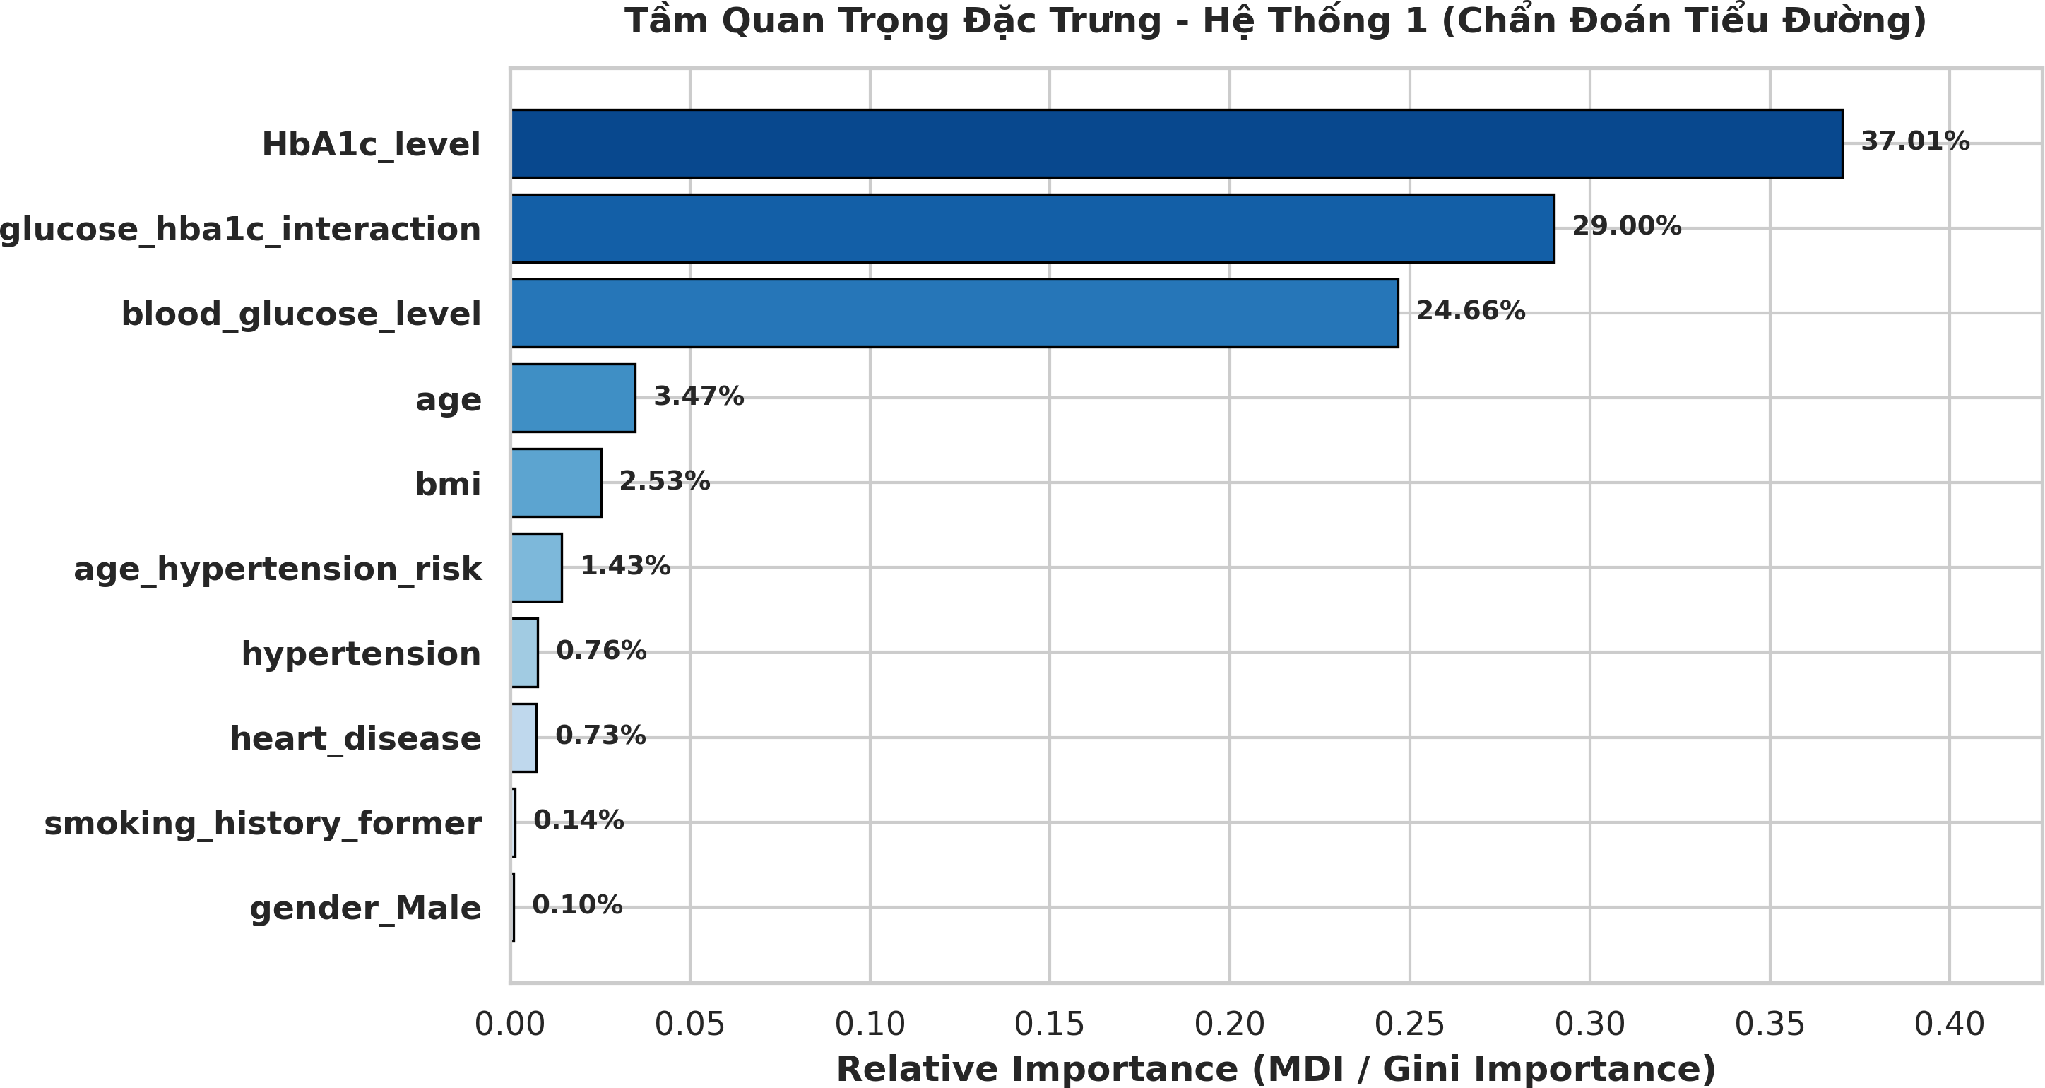 Tầm Quan Trọng Đặc Trưng - Hệ Thống 1 (Chẩn Đoán Tiểu Đường)
HbA1c_level 37.01%
glucose_hba1c_interaction 29.00%
blood_glucose_level 24.66%
age 3.47%
bmi 2.53%
age_hypertension_risk 1.43%
hypertension 0.76%
heart_disease 0.73%
smoking_history_former 0.14%
gender_Male 0.10%
0.00 0.05 0.10 0.15 0.20 0.25 0.30 0.35 0.40
Relative Importance (MDI / Gini Importance)